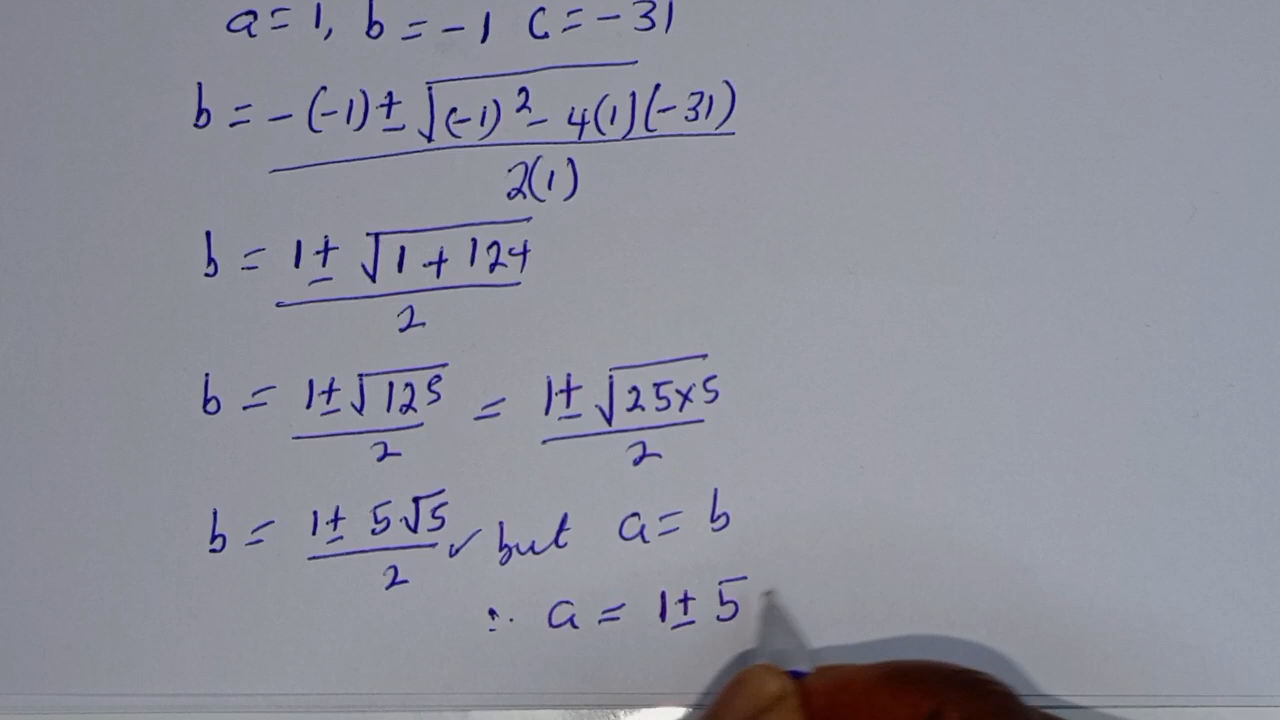 a = 1, b = -1 c = -31
b = -(-1) ± √(-1)² - 4(1)(-31)
2(1)
b = 1 ± √1 + 124
2
b = 1 ± √125 = 1 ± √25×5
2 2
b = 1 ± 5√5 ✓ but a = b
2
∴ a = 1 ± 5